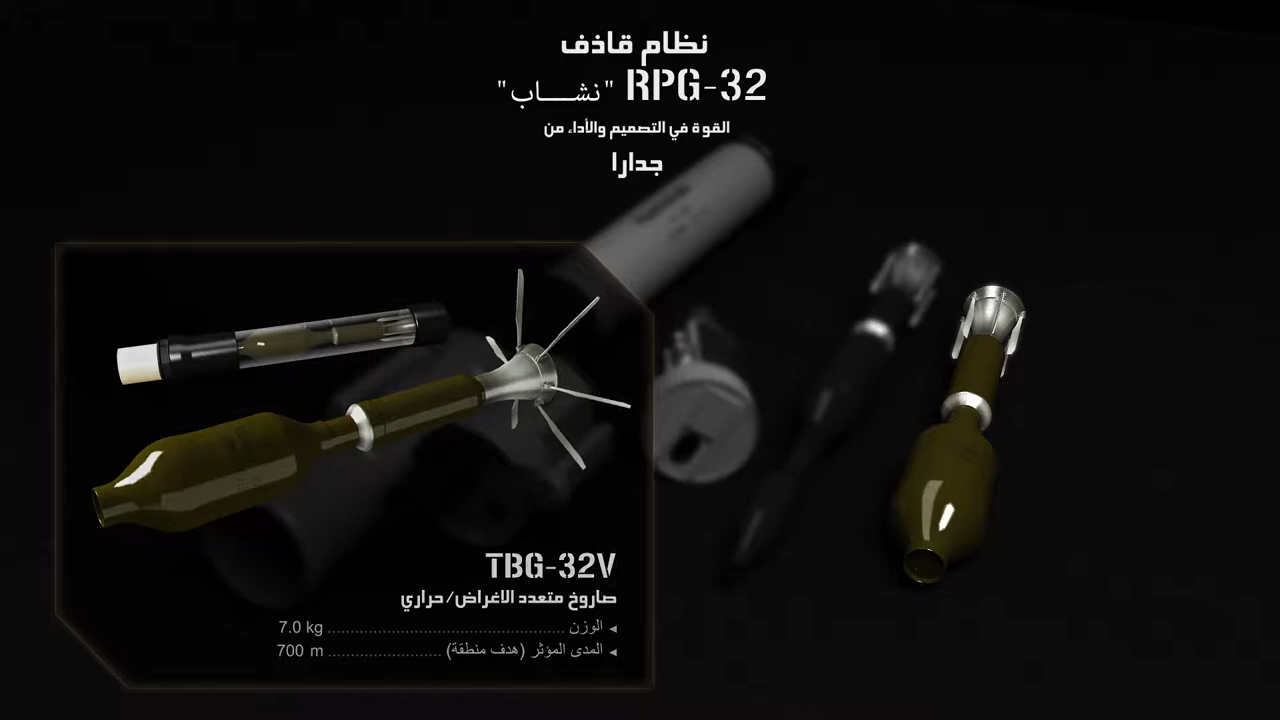 نظام قاذف
RPG-32 "نشـــاب"
القوة في التصميم والأداء من
جدارا
TBG-32V
صاروخ متعدد الاغراض/حراري
◂ الوزن ................................................... 7.0 kg
◂ المدى المؤثر (هدف منطقة) ........................ 700 m